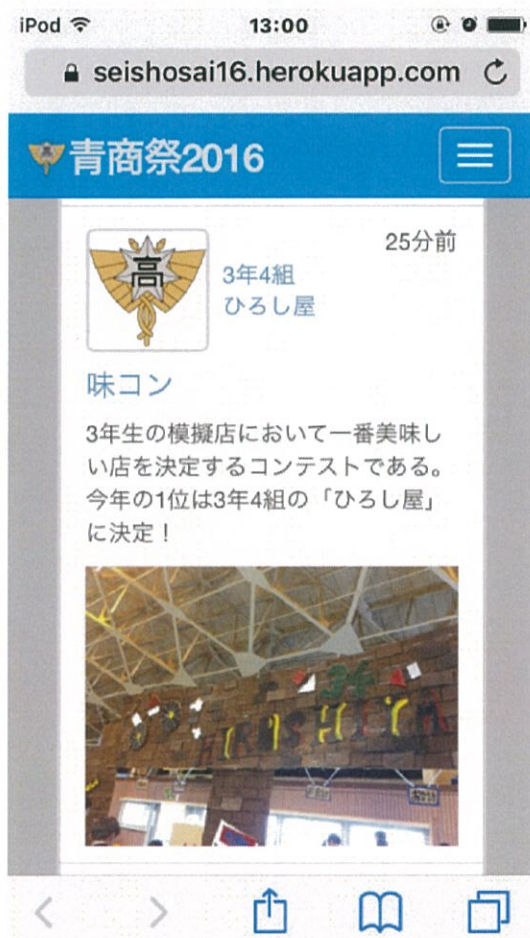 iPod 13:00
seishosai16.herokuapp.com
青商祭2016
25分前
高
3年4組
ひろし屋
味コン
3年生の模擬店において一番美味し
い店を決定するコンテストである。
今年の1位は3年4組の「ひろし屋」
に決定！
34
HIROSHIYA